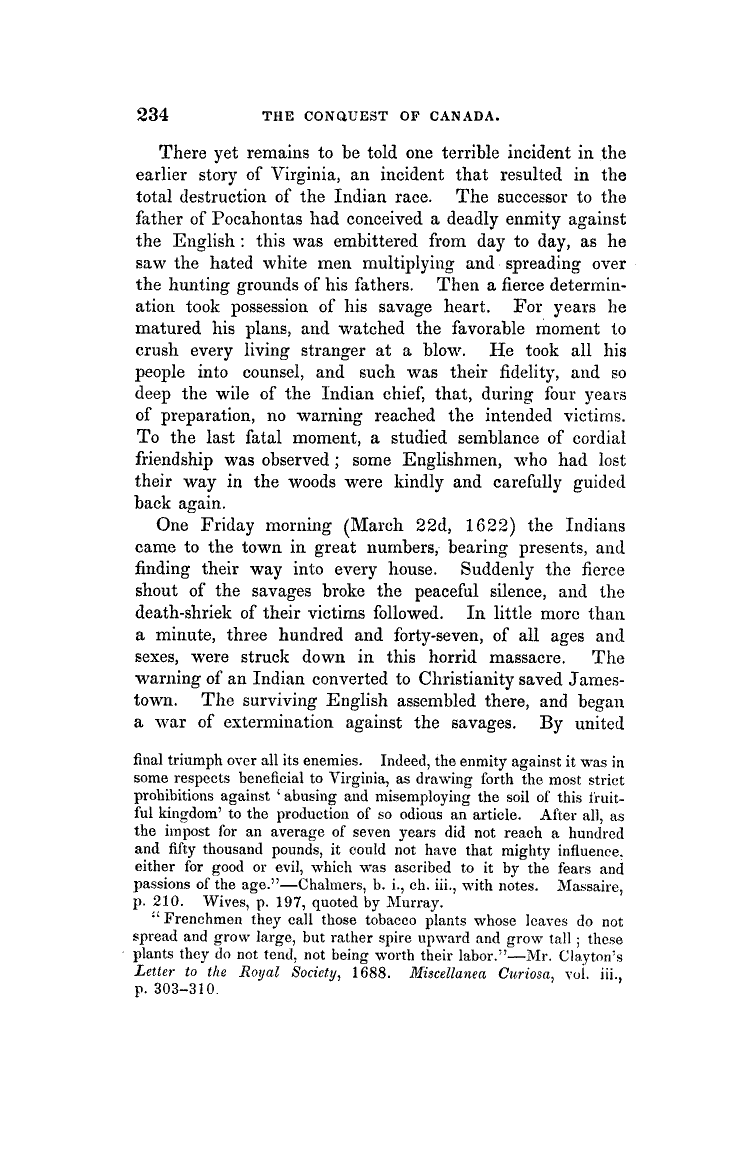 234 THE CONQUEST OF CANADA.
There yet remains to be told one terrible incident in the
earlier story of Virginia, an incident that resulted in the
total destruction of the Indian race. The successor to the
father of Pocahontas had conceived a deadly enmity against
the English : this was embittered from day to day, as he
saw the hated white men multiplying and spreading over
the hunting grounds of his fathers. Then a fierce determin-
ation took possession of his savage heart. For years he
matured his plans, and watched the favorable moment to
crush every living stranger at a blow. He took all his
people into counsel, and such was their fidelity, and so
deep the wile of the Indian chief, that, during four years
of preparation, no warning reached the intended victims.
To the last fatal moment, a studied semblance of cordial
friendship was observed ; some Englishmen, who had lost
their way in the woods were kindly and carefully guided
back again.
One Friday morning (March 22d, 1622) the Indians
came to the town in great numbers, bearing presents, and
finding their way into every house. Suddenly the fierce
shout of the savages broke the peaceful silence, and the
death-shriek of their victims followed. In little more than
a minute, three hundred and forty-seven, of all ages and
sexes, were struck down in this horrid massacre. The
warning of an Indian converted to Christianity saved James-
town. The surviving English assembled there, and began
a war of extermination against the savages. By united
final triumph over all its enemies. Indeed, the enmity against it was in
some respects beneficial to Virginia, as drawing forth the most strict
prohibitions against ‘abusing and misemploying the soil of this fruit-
ful kingdom’ to the production of so odious an article. After all, as
the impost for an average of seven years did not reach a hundred
and fifty thousand pounds, it could not have that mighty influence,
either for good or evil, which was ascribed to it by the fears and
passions of the age.”—Chalmers, b. i., ch. iii., with notes. Massaire,
p. 210. Wives, p. 197, quoted by Murray.
“Frenchmen they call those tobacco plants whose leaves do not
spread and grow large, but rather spire upward and grow tall ; these
plants they do not tend, not being worth their labor.”—Mr. Clayton’s
Letter to the Royal Society, 1688. Miscellanea Curiosa, vol. iii.,
p. 303–310.